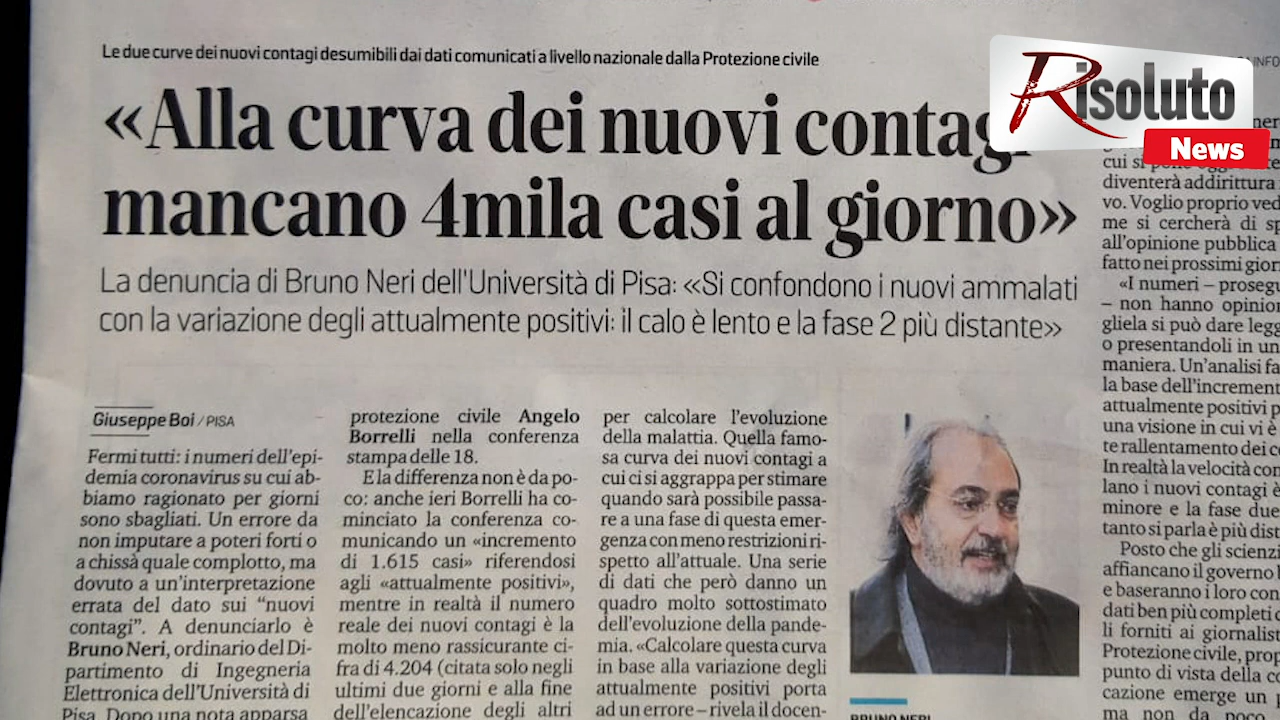 Le due curve dei nuovi contagi desumibili dai dati comunicati a livello nazionale dalla Protezione civile
«Alla curva dei nuovi contagi
mancano 4mila casi al giorno»
La denuncia di Bruno Neri dell'Università di Pisa: «Si confondono i nuovi ammalati
con la variazione degli attualmente positivi: il calo è lento e la fase 2 più distante»
Giuseppe Boi / PISA
Fermi tutti: i numeri dell'epi-
demia coronavirus su cui ab-
biamo ragionato per giorni
sono sbagliati. Un errore da
non imputare a poteri forti o
a chissà quale complotto, ma
dovuto a un'interpretazione
errata del dato sui “nuovi
contagi”. A denunciarlo è
Bruno Neri, ordinario del Di-
partimento di Ingegneria
Elettronica dell'Università di
Pisa. Dopo una nota apparsa
protezione civile Angelo
Borrelli nella conferenza
stampa delle 18.
E la differenza non è da po-
co: anche ieri Borrelli ha co-
minciato la conferenza co-
municando un «incremento
di 1.615 casi» riferendosi
agli «attualmente positivi»,
mentre in realtà il numero
reale dei nuovi contagi è la
molto meno rassicurante ci-
fra di 4.204 (citata solo negli
ultimi due giorni e alla fine
dell'elencazione degli altri
per calcolare l'evoluzione
della malattia. Quella famo-
sa curva dei nuovi contagi a
cui ci si aggrappa per stimare
quando sarà possibile passa-
re a una fase di questa emer-
genza con meno restrizioni ri-
spetto all'attuale. Una serie
di dati che però danno un
quadro molto sottostimato
dell'evoluzione della pande-
mia. «Calcolare questa curva
in base alla variazione degli
attualmente positivi porta
ad un errore – rivela il docen-
BRUNO NERI
Risoluto
News
cui si
diventerà addirittura
vo. Voglio proprio ved
me si cercherà di sp
all'opinione pubblica
fatto nei prossimi gior
«I numeri – prosegu
– non hanno opinion
gliela si può dare legg
o presentandoli in un
maniera. Un'analisi fa
la base dell'increment
attualmente positivi p
una visione in cui vi è
te rallentamento dei c
In realtà la velocità con
lano i nuovi contagi è
minore e la fase due
tanto si parla è più dist
Posto che gli scienzi
affiancano il governo
e baseranno i loro con
dati ben più completi
li forniti ai giornalis
Protezione civile, prop
punto di vista della co
cazione emerge un
ma non da poco